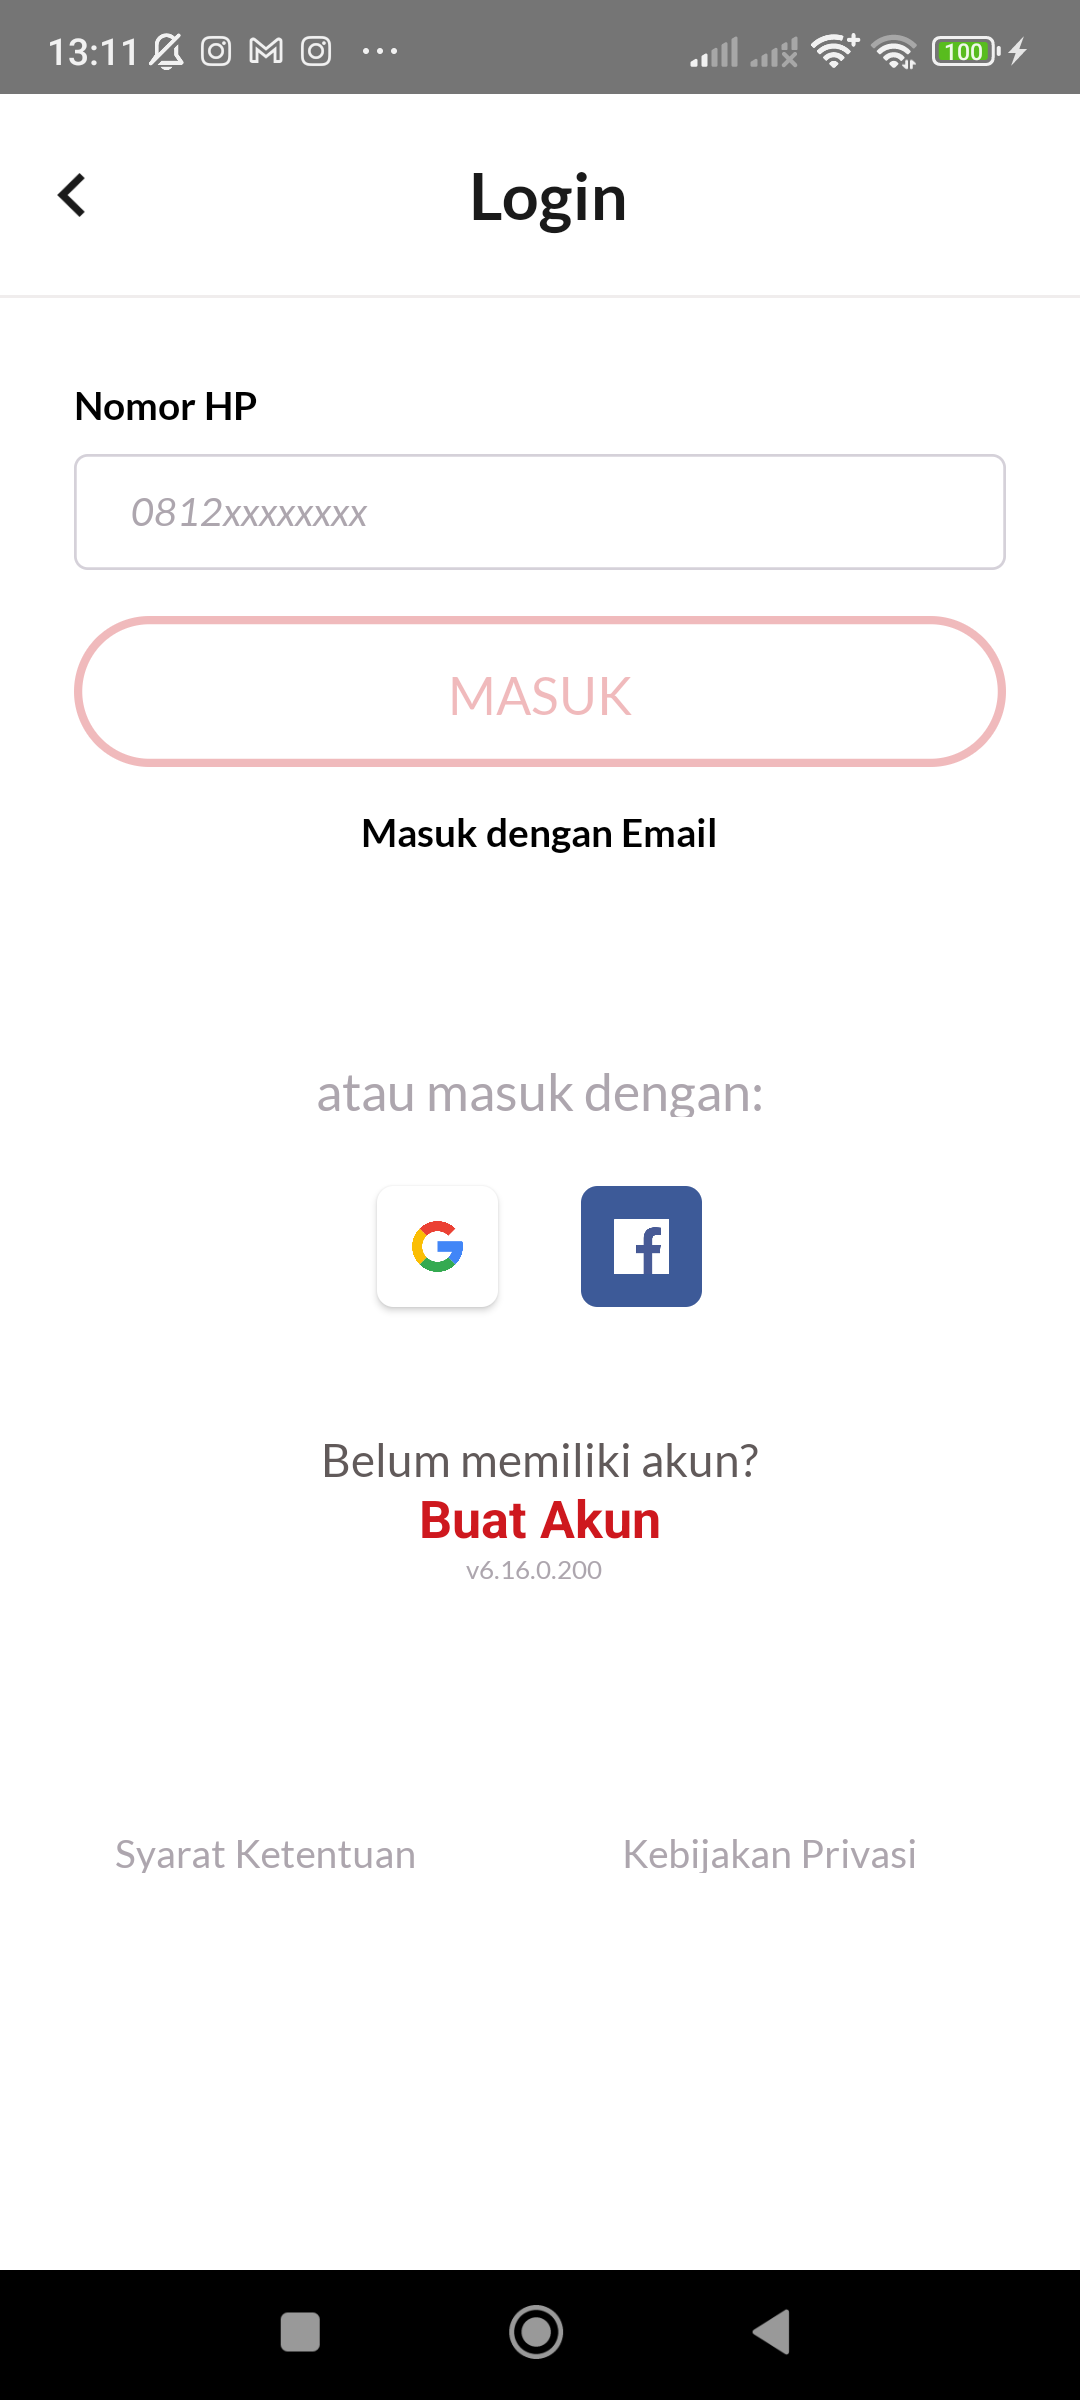 13:11
100
Login
Nomor HP
0812xxxxxxxx
MASUK
Masuk dengan Email
atau masuk dengan:
Belum memiliki akun?
Buat Akun
v6.16.0.200
Syarat Ketentuan
Kebijakan Privasi